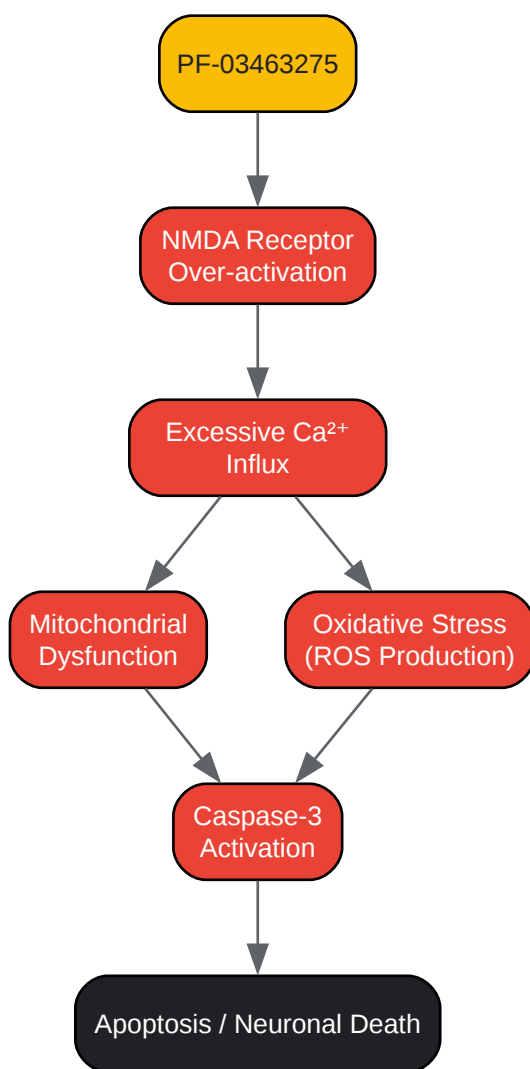 PF-03463275
NMDA Receptor
Over-activation
Excessive Ca²⁺
Influx
Mitochondrial
Dysfunction
Oxidative Stress
(ROS Production)
Caspase-3
Activation
Apoptosis / Neuronal Death